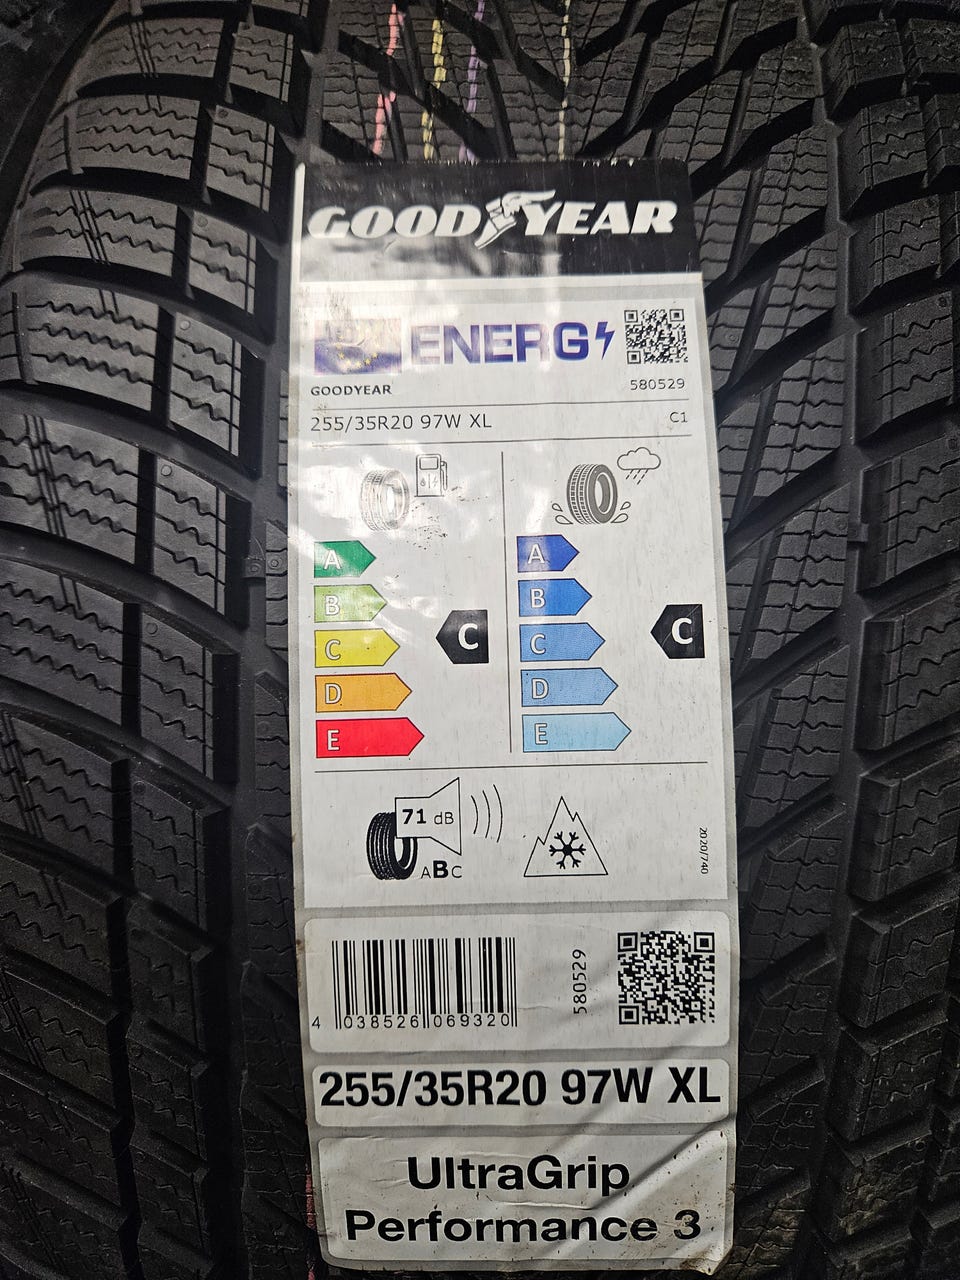 GOODYEAR
ENERG
GOODYEAR 580529
255/35R20 97W XL C1
A A
B B
C C C C
D D
E E
71 dB
ABC
2020/740
4 038526 069320
580529
255/35R20 97W XL
UltraGrip
Performance 3